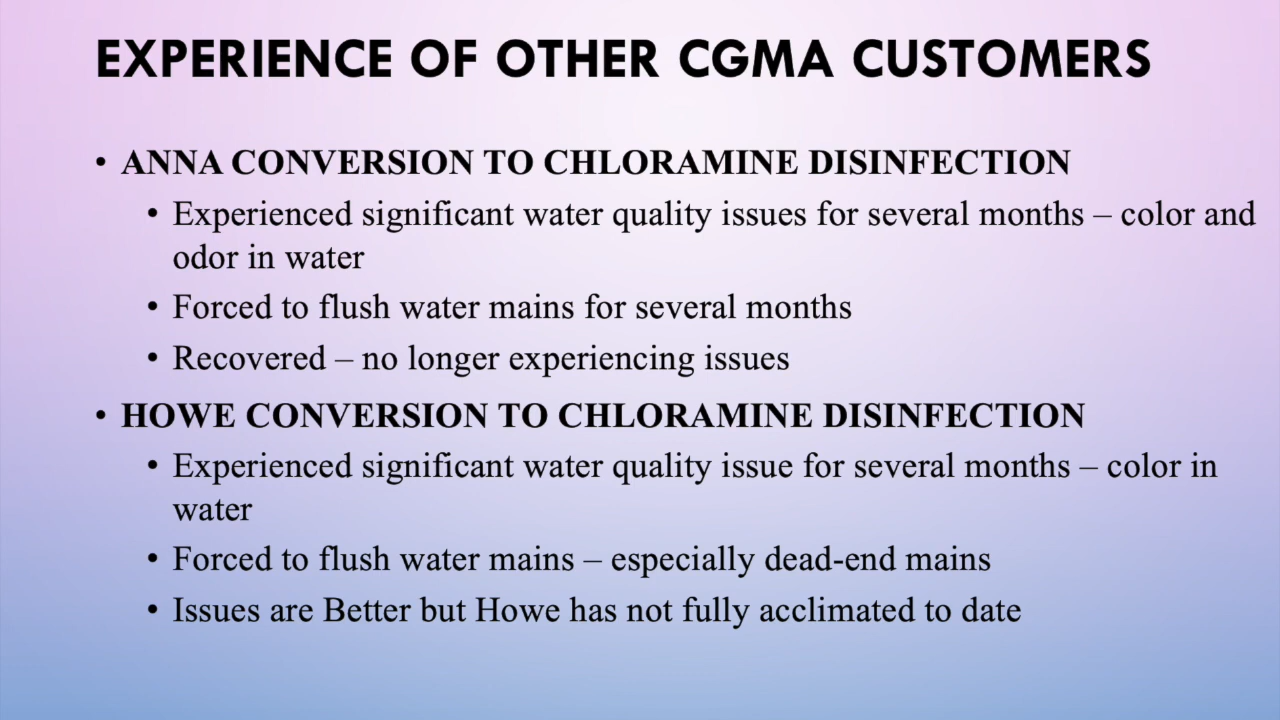 EXPERIENCE OF OTHER CGMA CUSTOMERS
• ANNA CONVERSION TO CHLORAMINE DISINFECTION
• Experienced significant water quality issues for several months – color and
odor in water
• Forced to flush water mains for several months
• Recovered – no longer experiencing issues
• HOWE CONVERSION TO CHLORAMINE DISINFECTION
• Experienced significant water quality issue for several months – color in
water
• Forced to flush water mains – especially dead-end mains
• Issues are Better but Howe has not fully acclimated to date